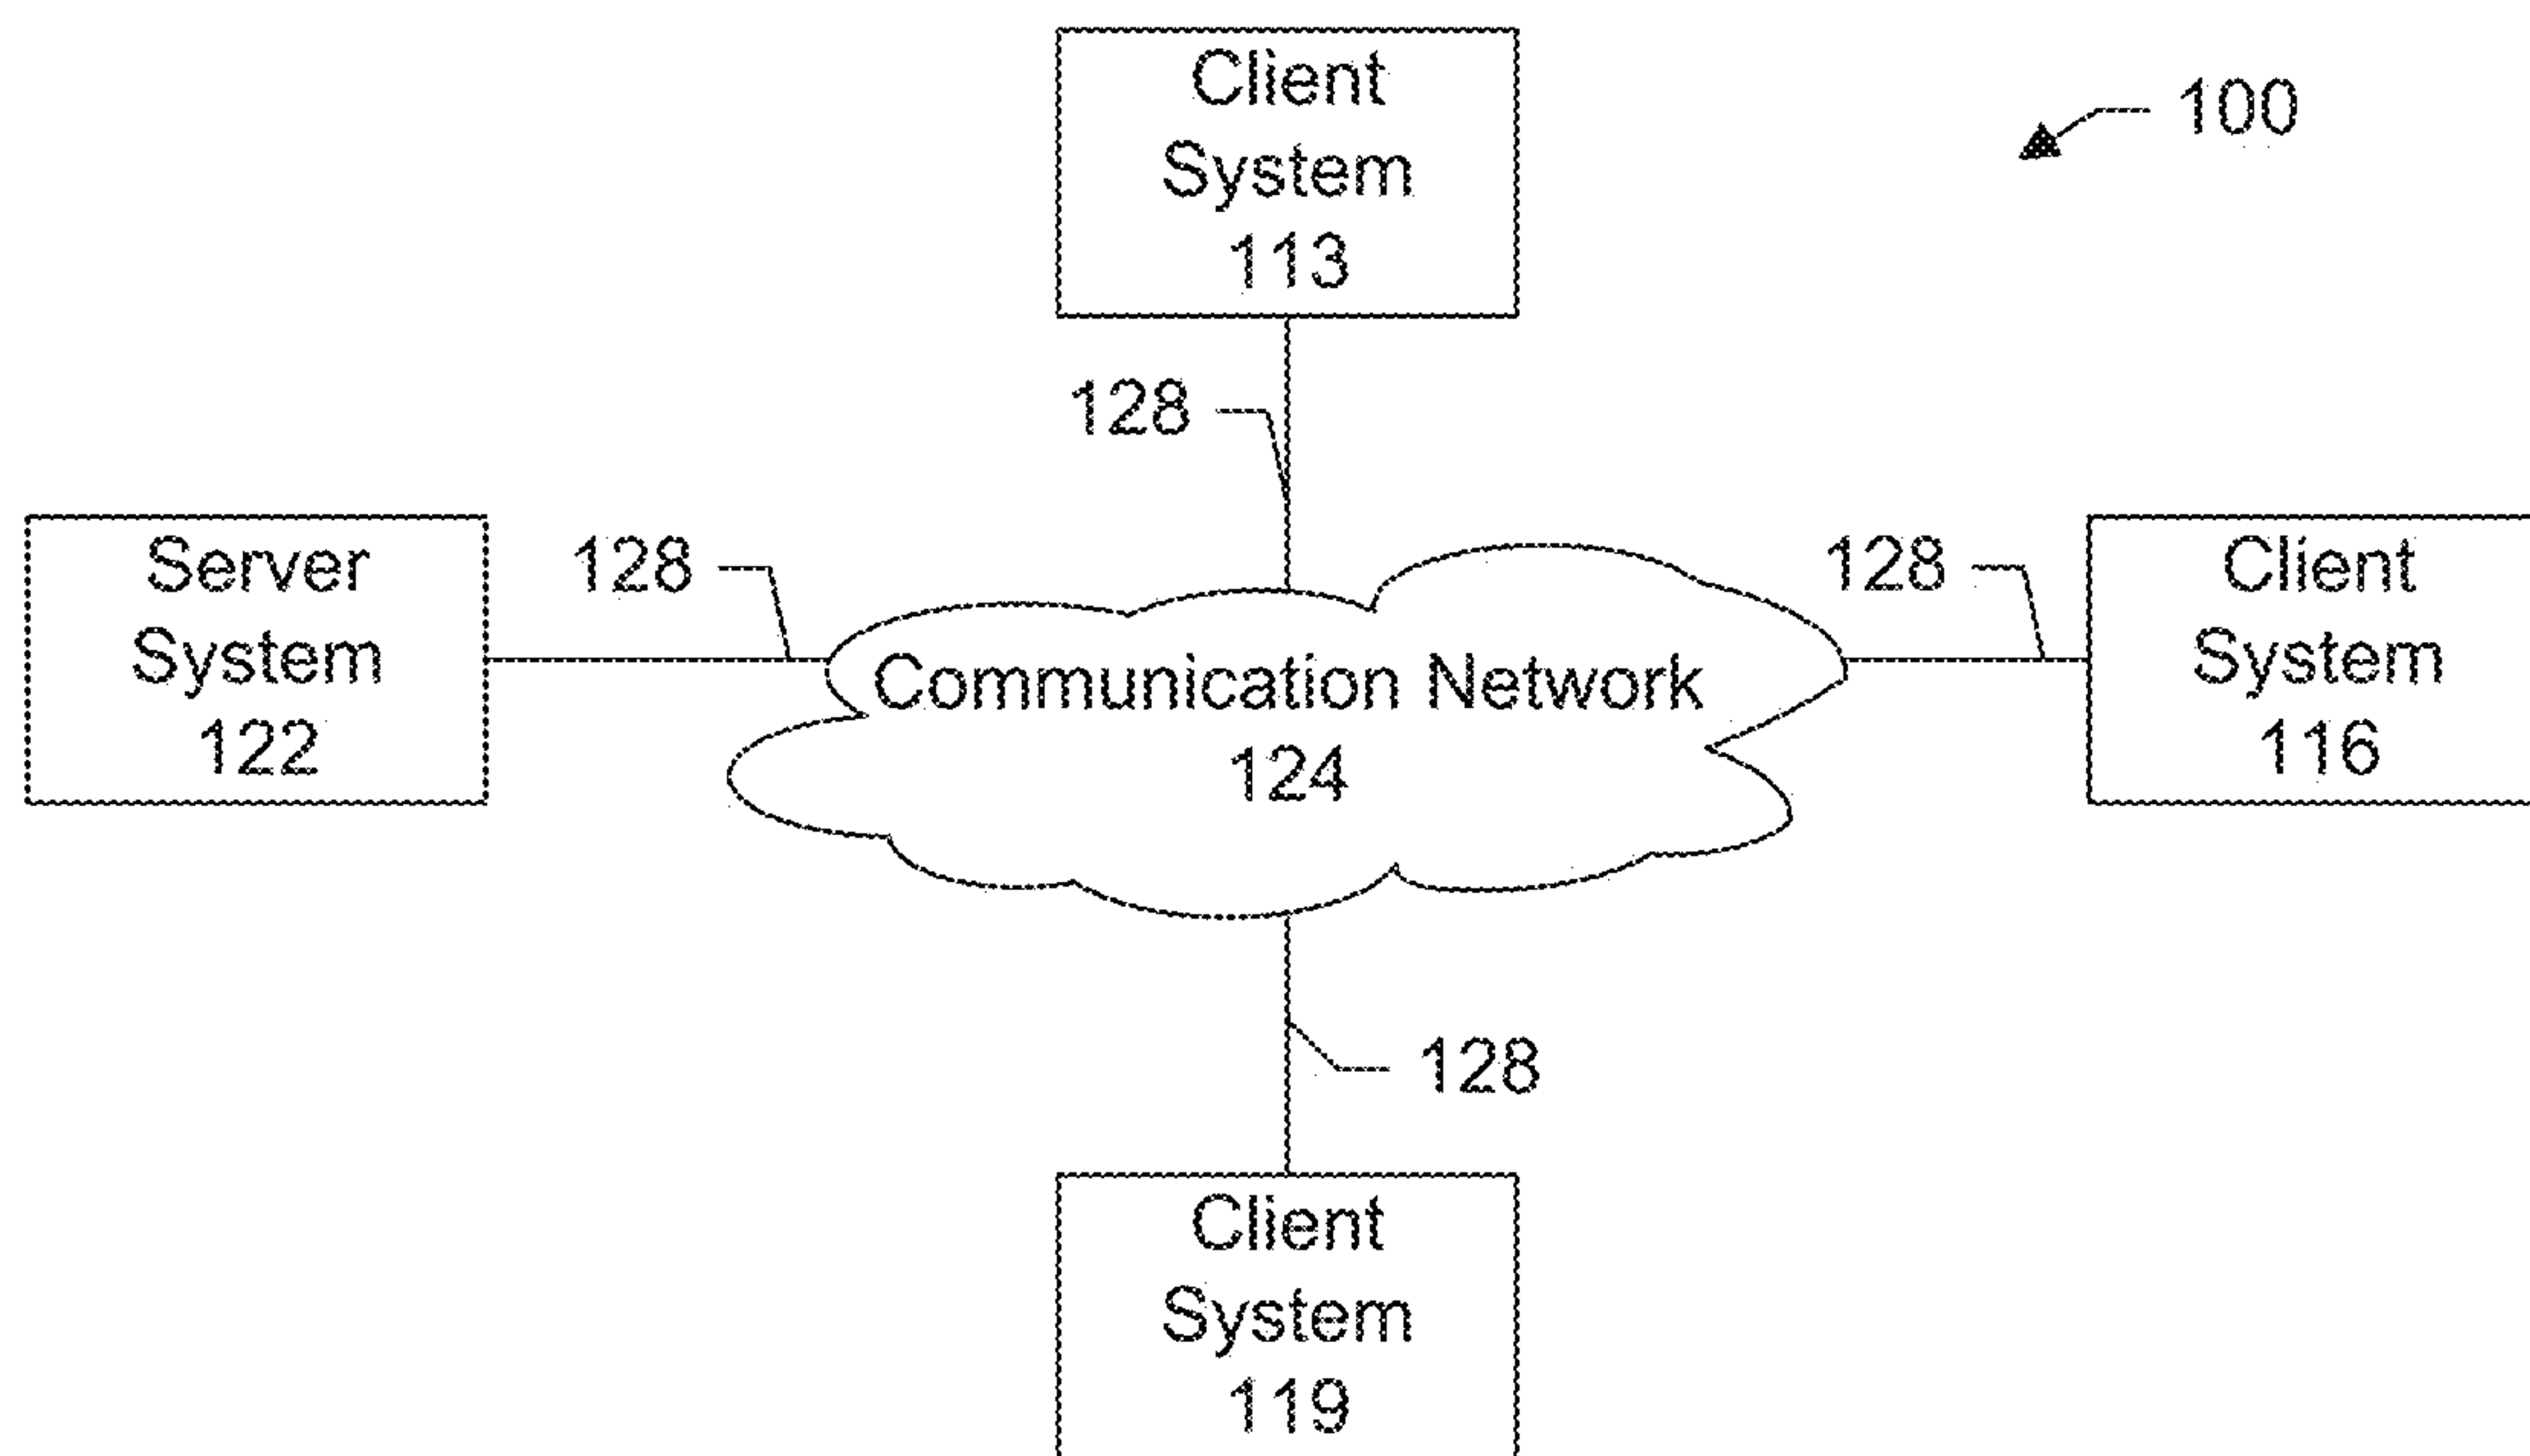 Client
System
113
100
128
Server
System
122
128
Communication Network
124
128
Client
System
116
128
Client
System
119